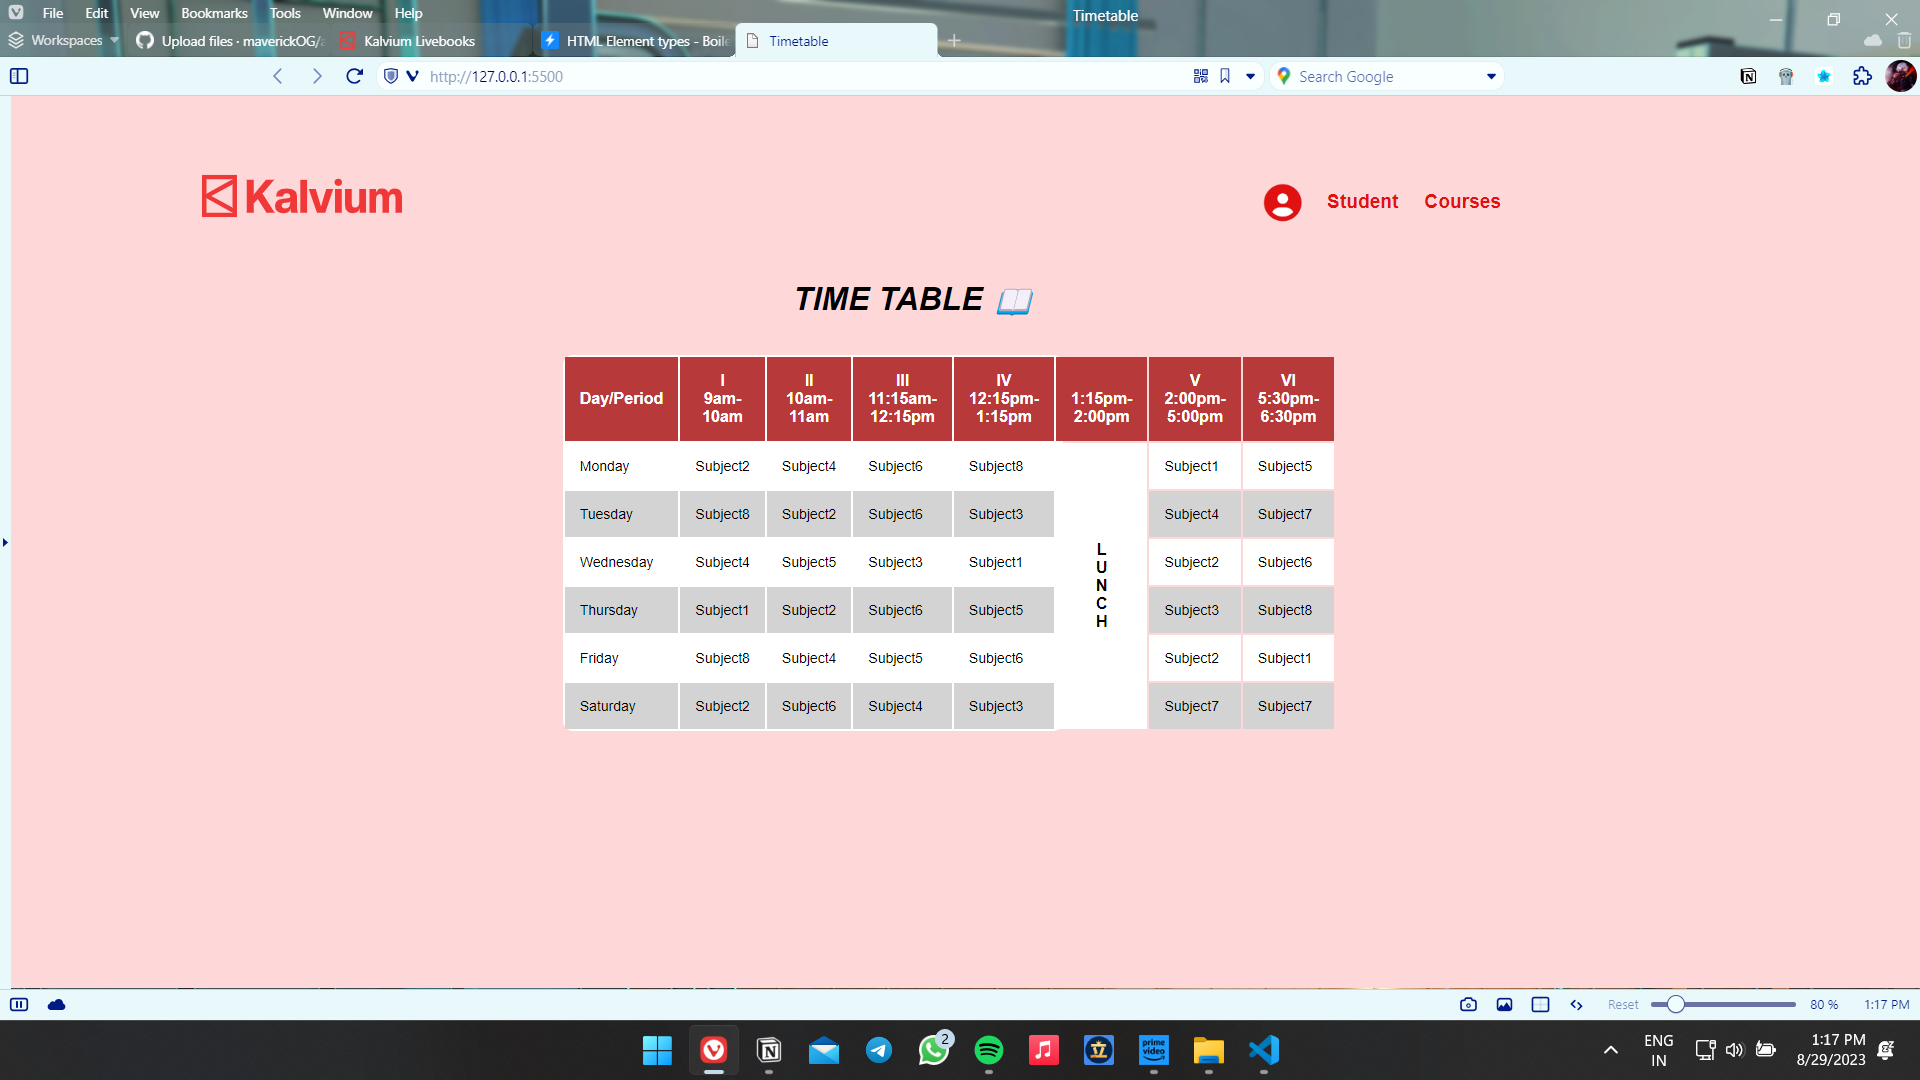 File Edit View Bookmarks Tools Window Help
Timetable
Workspaces
Upload files · maverickOG/
Kalvium Livebooks
HTML Element types - Boile
Timetable
http://127.0.0.1:5500
Search Google
Kalvium
Student Courses
TIME TABLE
Day/Period I 9am-10am II 10am-11am III 11:15am-12:15pm IV 12:15pm-1:15pm 1:15pm-2:00pm V 2:00pm-5:00pm VI 5:30pm-6:30pm
Monday Subject2 Subject4 Subject6 Subject8 Subject1 Subject5
Tuesday Subject8 Subject2 Subject6 Subject3 Subject4 Subject7
Wednesday Subject4 Subject5 Subject3 Subject1 Subject2 Subject6
L
U
N
C
H
Thursday Subject1 Subject2 Subject6 Subject5 Subject3 Subject8
Friday Subject8 Subject4 Subject5 Subject6 Subject2 Subject1
Saturday Subject2 Subject6 Subject4 Subject3 Subject7 Subject7
Reset 80 % 1:17 PM
2
prime video
ENG
IN
1:17 PM
8/29/2023